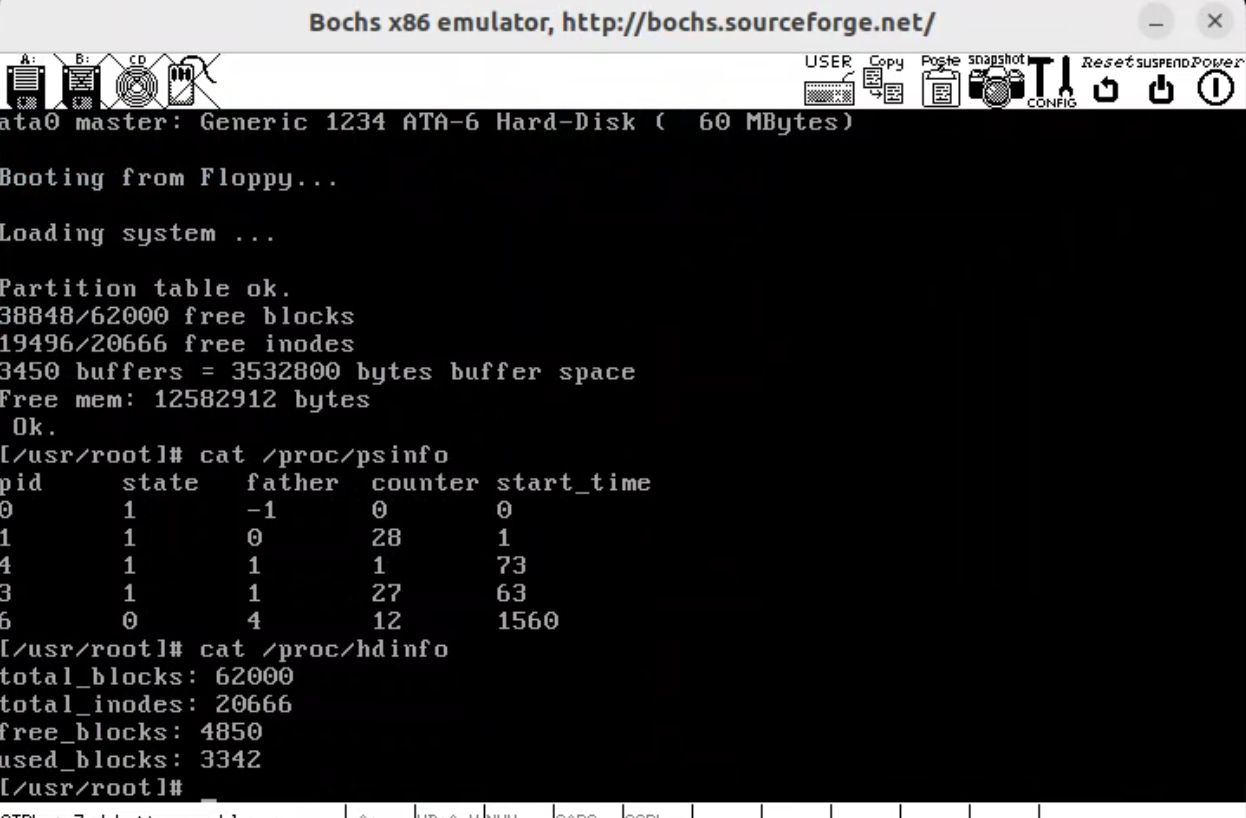 Bochs x86 emulator, http://bochs.sourceforge.net/
A: B: CD USER Copy Paste snapshot CONFIG Reset SUSPEND Power
ata0 master: Generic 1234 ATA-6 Hard-Disk (  60 MBytes)
Booting from Floppy...
Loading system ...
Partition table ok.
38848/62000 free blocks
19496/20666 free inodes
3450 buffers = 3532800 bytes buffer space
Free mem: 12582912 bytes
Ok.
[/usr/root]# cat /proc/psinfo
pid state father counter start_time
0 1 -1 0 0
1 1 0 28 1
4 1 1 1 73
3 1 1 27 63
6 0 4 12 1560
[/usr/root]# cat /proc/hdinfo
total_blocks: 62000
total_inodes: 20666
free_blocks: 4850
used_blocks: 3342
[/usr/root]# _